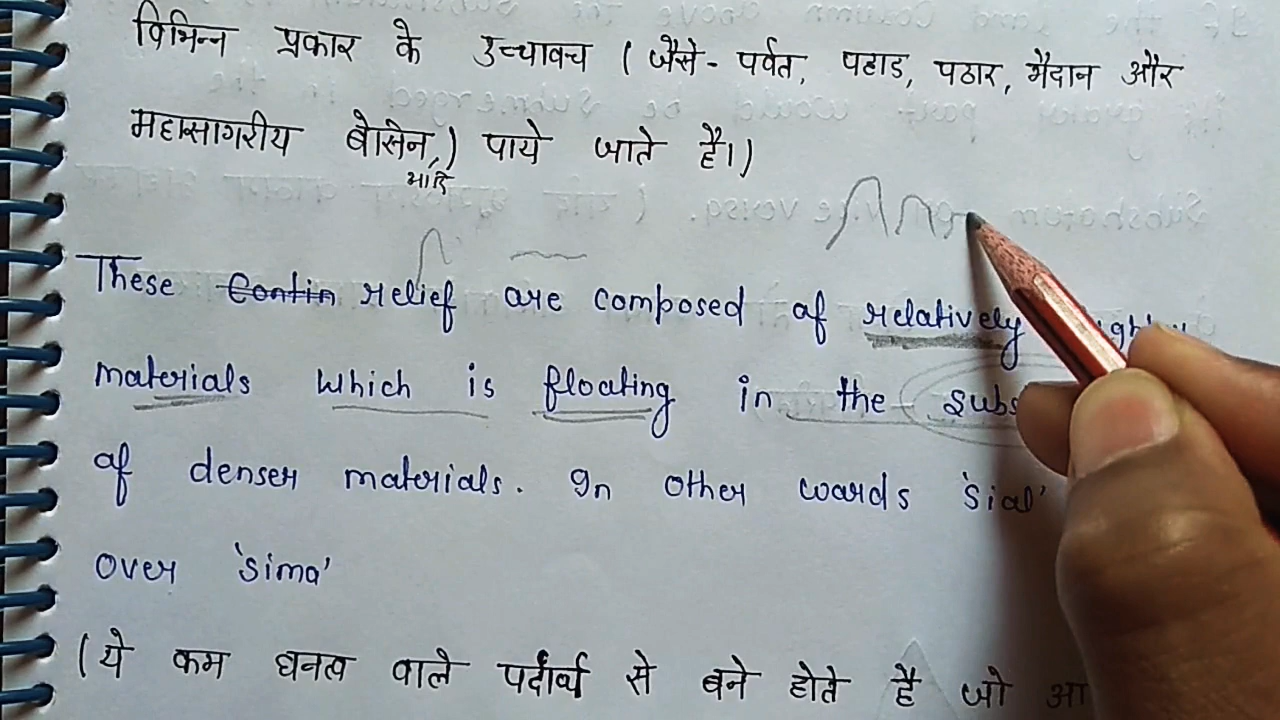 विभिन्न प्रकार के उच्चावच ( जैसे - पर्वत, पहाड, पठार, मैदान और
महासागरीय बेसिन, आदि ) पाये जाते है। )
These Contin relief are composed of relatively
materials which is floating in the subs
of denser materials. In other words 'sial'
over 'sima'
( ये कम घनत्व वाले पदार्थ से बने होते है जो आ